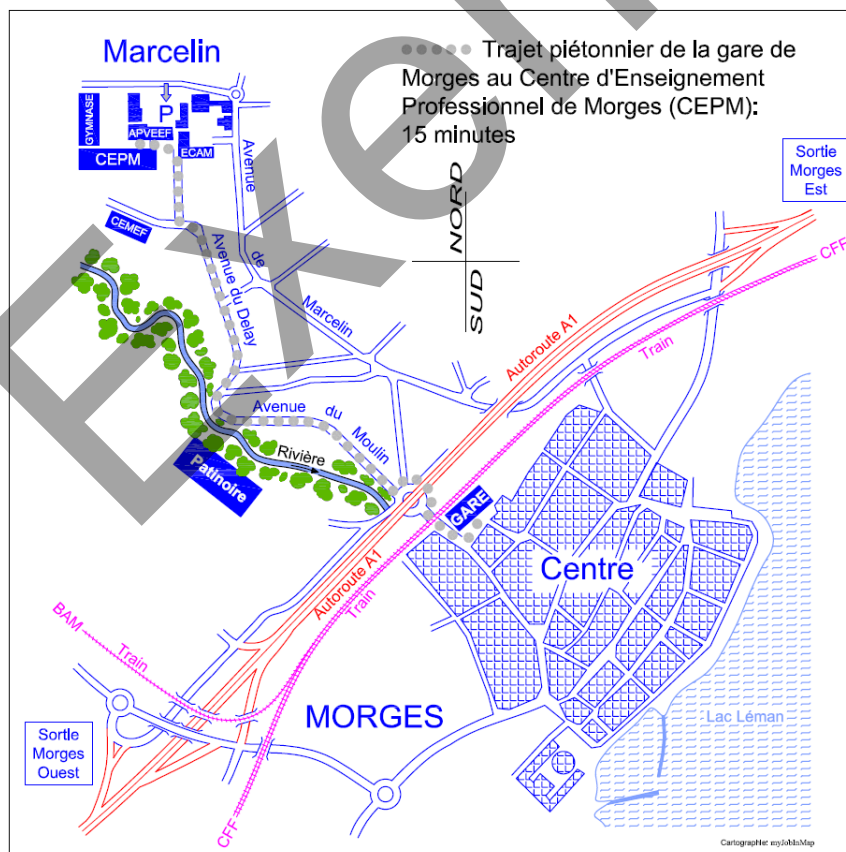 Marcelin
Trajet piétonnier de la gare de
Morges au Centre d'Enseignement
Professionnel de Morges (CEPM):
15 minutes
GYMNASE
P
APVEEF
ECAM
CEPM
Avenue
de
Marcelin
CEMEF
Avenue du Delay
NORD
SUD
Sortie
Morges
Est
CFF
Train
Autoroute A1
Avenue du Moulin
Rivière
Patinoire
GARE
Centre
Autoroute A1
Train
BAM
Train
MORGES
Lac Léman
Sortie
Morges
Ouest
CFF
Cartographie: myJobInMap
Exem